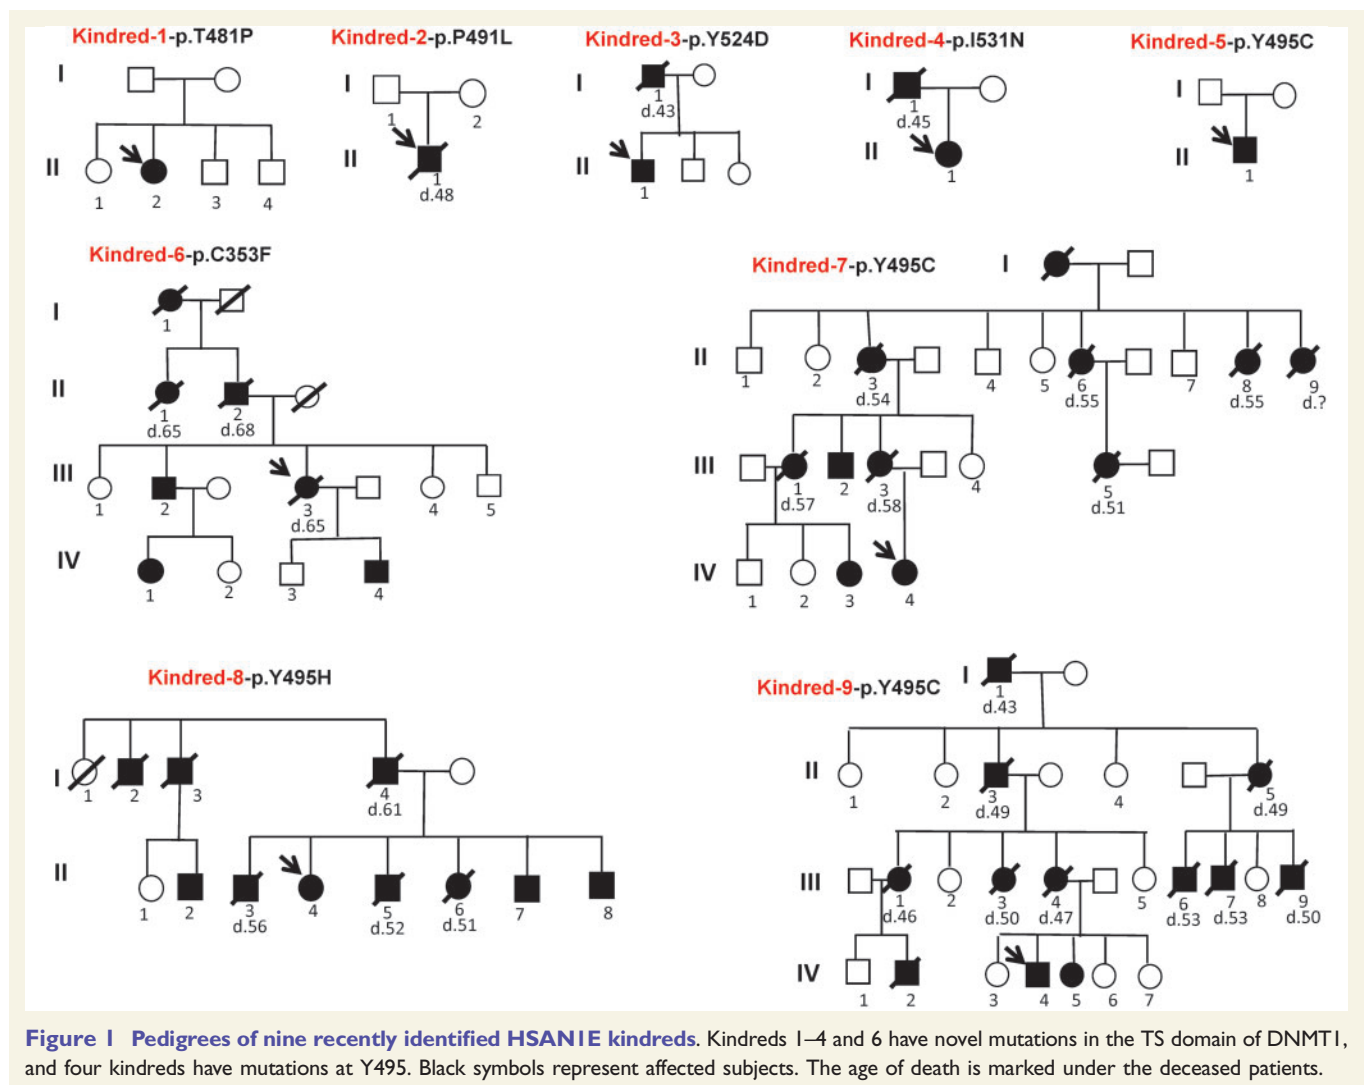 Kindred-1-p.T481P
Kindred-2-p.P491L
Kindred-3-p.Y524D
Kindred-4-p.I531N
Kindred-5-p.Y495C
I
II
1 2 3 4
I
1 2
II
1
d.48
I
1
d.43
II
1
I
1
d.45
II
1
I
II
1
Kindred-6-p.C353F
I
1
II
1 2
d.65 d.68
III
1 2 3 4 5
d.65
IV
1 2 3 4
Kindred-7-p.Y495C
I
II
1 2 3 4 5 6 7 8 9
d.54 d.55 d.55 d.?
III
1 2 3 4 5
d.57 d.58 d.51
IV
1 2 3 4
Kindred-8-p.Y495H
I
1 2 3 4
d.61
II
1 2 3 4 5 6 7 8
d.56 d.52 d.51
Kindred-9-p.Y495C
I
1
d.43
II
1 2 3 4 5
d.49 d.49
III
1 2 3 4 5 6 7 8 9
d.46 d.50 d.47 d.53 d.53 d.50
IV
1 2 3 4 5 6 7
Figure 1 Pedigrees of nine recently identified HSAN1E kindreds. Kindreds 1–4 and 6 have novel mutations in the TS domain of DNMT1,
and four kindreds have mutations at Y495. Black symbols represent affected subjects. The age of death is marked under the deceased patients.